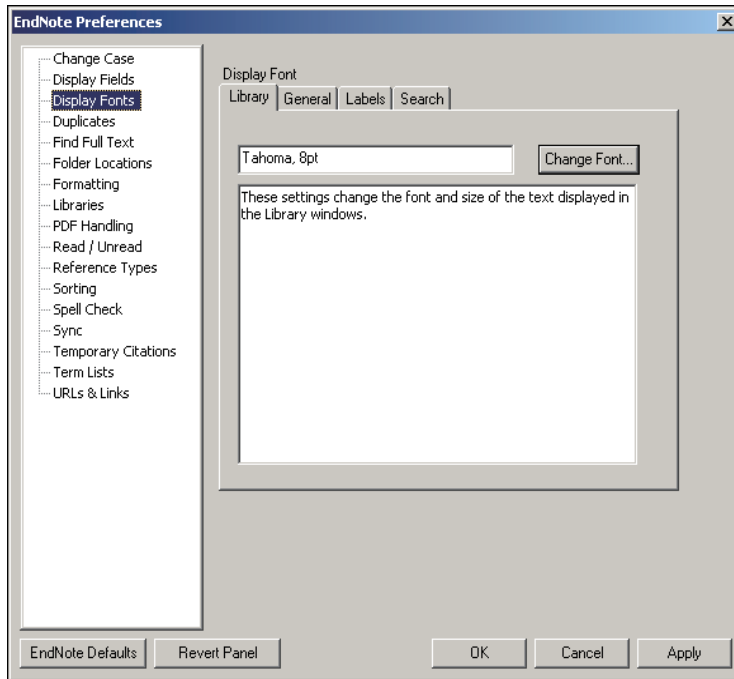 EndNote Preferences
Change Case
Display Fields
Display Fonts
Duplicates
Find Full Text
Folder Locations
Formatting
Libraries
PDF Handling
Read / Unread
Reference Types
Sorting
Spell Check
Sync
Temporary Citations
Term Lists
URLs & Links
Display Font
Library General Labels Search
Tahoma, 8pt Change Font...
These settings change the font and size of the text displayed in
the Library windows.
EndNote Defaults Revert Panel OK Cancel Apply